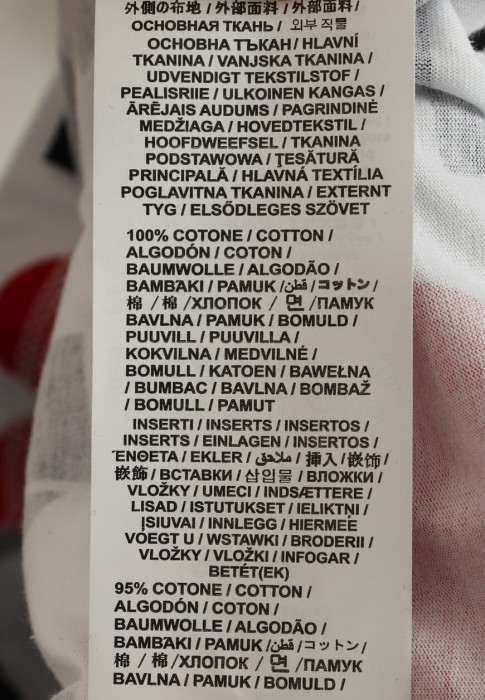 外側の布地 / 外部面料 / 外部面料 /
ОСНОВНАЯ ТКАНЬ / 외부 직물
ОСНОВНА ТЪКАН / HLAVNÍ
TKANINA / VANJSKA TKANINA /
UDVENDIGT TEKSTILSTOF /
PEALISRIIE / ULKOINEN KANGAS /
ĀRĒJAIS AUDUMS / PAGRINDINĖ
MEDŽIAGA / HOVEDTEKSTIL /
HOOFDWEEFSEL / TKANINA
PODSTAWOWA / ŢESĂTURĂ
PRINCIPALĂ / HLAVNÁ TEXTÍLIA
POGLAVITNA TKANINA / EXTERNT
TYG / ELSŐDLEGES SZÖVET
100% COTONE / COTTON /
ALGODÓN / COTON /
BAUMWOLLE / ALGODÃO /
BAMBAKI / PAMUK / قطن / コットン /
棉 / 棉 / ХЛОПОК / 면 / ПАМУК
BAVLNA / PAMUK / BOMULD /
PUUVILL / PUUVILLA /
KOKVILNA / MEDVILNĖ /
BOMULL / KATOEN / BAWEŁNA
/ BUMBAC / BAVLNA / BOMBAŽ
/ BOMULL / PAMUT
INSERTI / INSERTS / INSERTOS /
INSERTS / EINLAGEN / INSERTOS /
ΈΝΘΕΤΑ / EKLER / ملاحق / 挿入 / 嵌饰 /
嵌飾 / ВСТАВКИ / 삽입물 / ВЛОЖКИ /
VLOŽKY / UMECI / INDSÆTTERE /
LISAD / ISTUTUKSET / IELIKTŅI /
ĮSIUVAI / INNLEGG / HIERMEE
VOEGT U / WSTAWKI / BRODERII /
VLOŽKY / VLOŽKI / INFOGAR /
BETÉT(EK)
95% COTONE / COTTON /
ALGODÓN / COTON /
BAUMWOLLE / ALGODÃO /
BAMBAKI / PAMUK / قطن / コットン /
棉 / 棉 / ХЛОПОК / 면 / ПАМУК
BAVLNA / PAMUK / BOMULD /